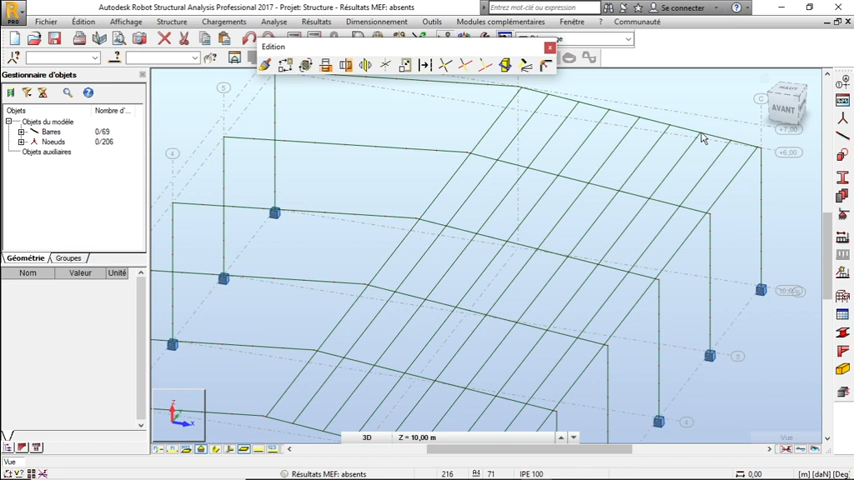 Autodesk Robot Structural Analysis Professional 2017 - Projet: Structure - Résultats MEF: absents
Entrez mot-clé ou expression
Se connecter
Fichier Edition Affichage Structure Chargements Analyse Résultats Dimensionnement Outils Modules complémentaires Fenêtre ? Communauté
Edition
Gestionnaire d'objets
Objets Nombre d'...
Objets du modèle
Barres 0/69
Noeuds 0/206
Objets auxiliaires
Géométrie Groupes
Nom Valeur Unité
AVANT
C
+7,00
+6,00
5
4
3D Z = 10,00 m
Vue
Vue
Résultats MEF: absents 216 71 IPE 100 0,00 [m] [daN] [Deg]